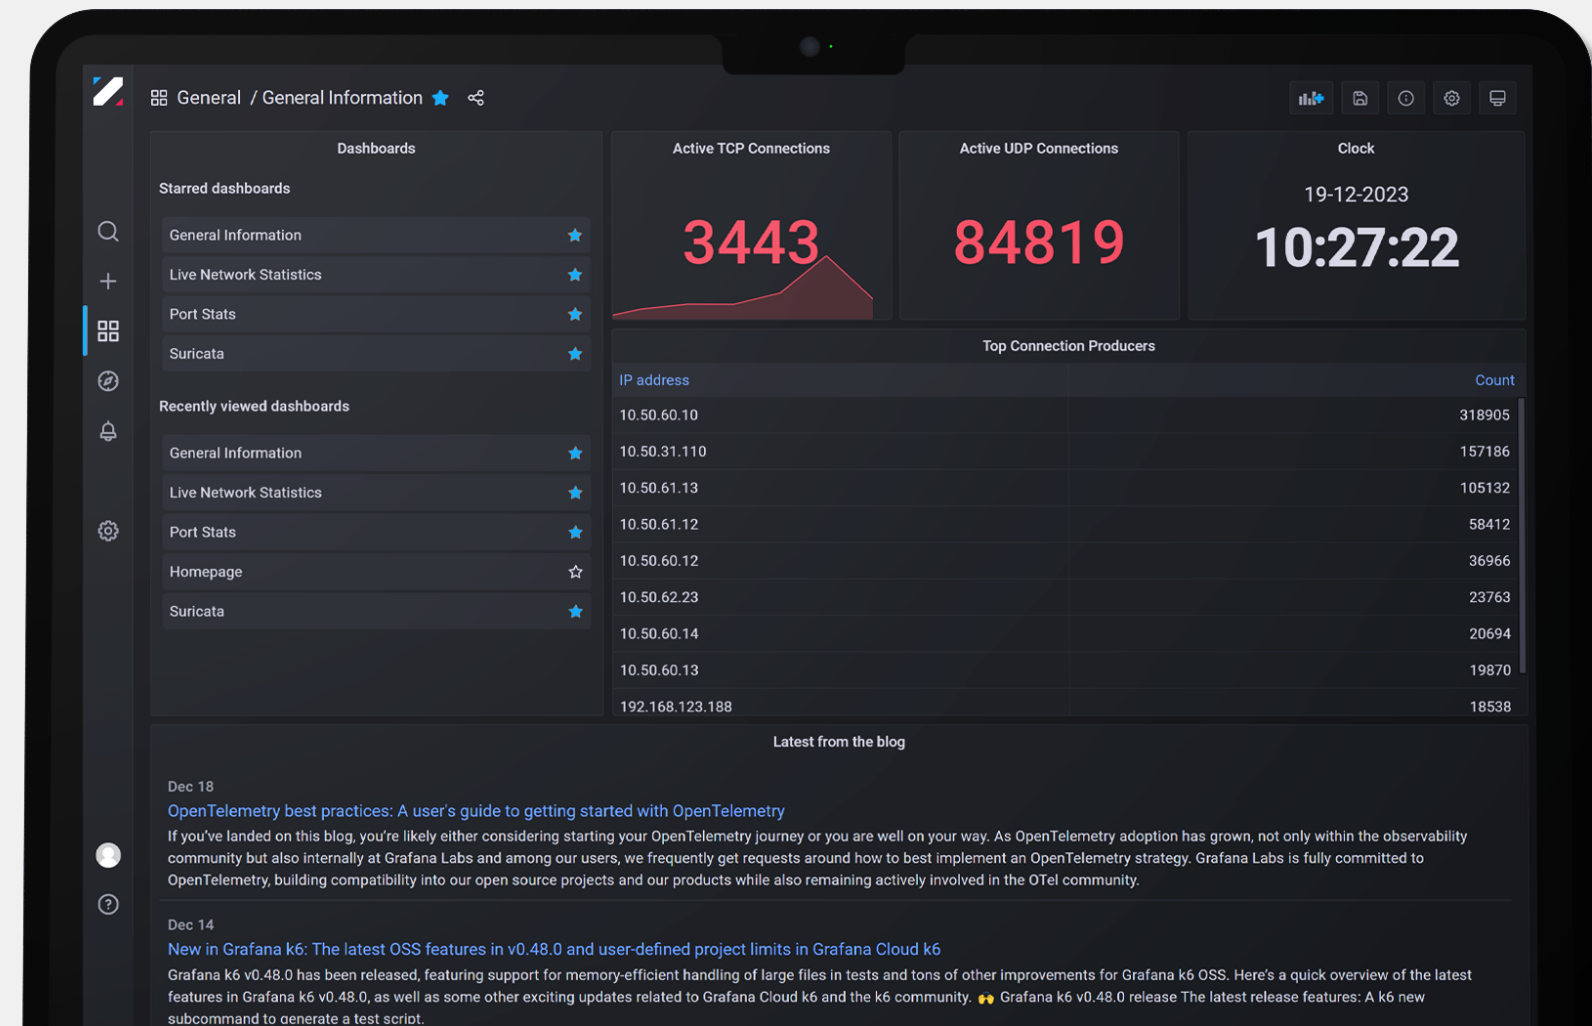 General / General Information
Dashboards
Starred dashboards
General Information
Live Network Statistics
Port Stats
Suricata
Recently viewed dashboards
General Information
Live Network Statistics
Port Stats
Homepage
Suricata
Active TCP Connections
3443
Active UDP Connections
84819
Clock
19-12-2023
10:27:22
Top Connection Producers
IP address Count
10.50.60.10 318905
10.50.31.110 157186
10.50.61.13 105132
10.50.61.12 58412
10.50.60.12 36966
10.50.62.23 23763
10.50.60.14 20694
10.50.60.13 19870
192.168.123.188 18538
Latest from the blog
Dec 18
OpenTelemetry best practices: A user's guide to getting started with OpenTelemetry
If you've landed on this blog, you're likely either considering starting your OpenTelemetry journey or you are well on your way. As OpenTelemetry adoption has grown, not only within the observability
community but also internally at Grafana Labs and among our users, we frequently get requests around how to best implement an OpenTelemetry strategy. Grafana Labs is fully committed to
OpenTelemetry, building compatibility into our open source projects and our products while also remaining actively involved in the OTel community.
Dec 14
New in Grafana k6: The latest OSS features in v0.48.0 and user-defined project limits in Grafana Cloud k6
Grafana k6 v0.48.0 has been released, featuring support for memory-efficient handling of large files in tests and tons of other improvements for Grafana k6 OSS. Here's a quick overview of the latest
features in Grafana k6 v0.48.0, as well as some other exciting updates related to Grafana Cloud k6 and the k6 community. 🙌 Grafana k6 v0.48.0 release The latest release features: A k6 new
subcommand to generate a test script.